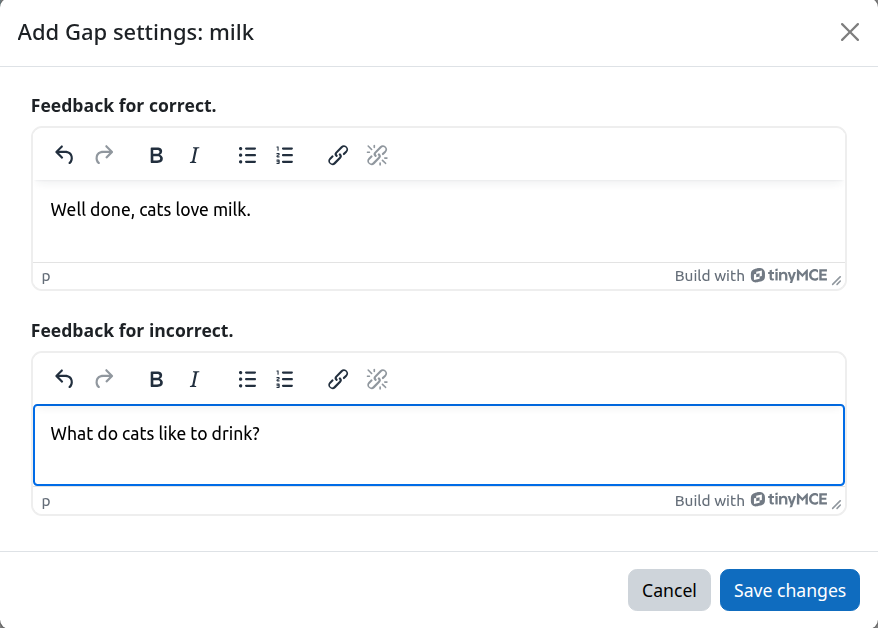 Add Gap settings: milk
Feedback for correct.
B I
Well done, cats love milk.
p Build with tinyMCE
Feedback for incorrect.
B I
What do cats like to drink?
p Build with tinyMCE
Cancel Save changes